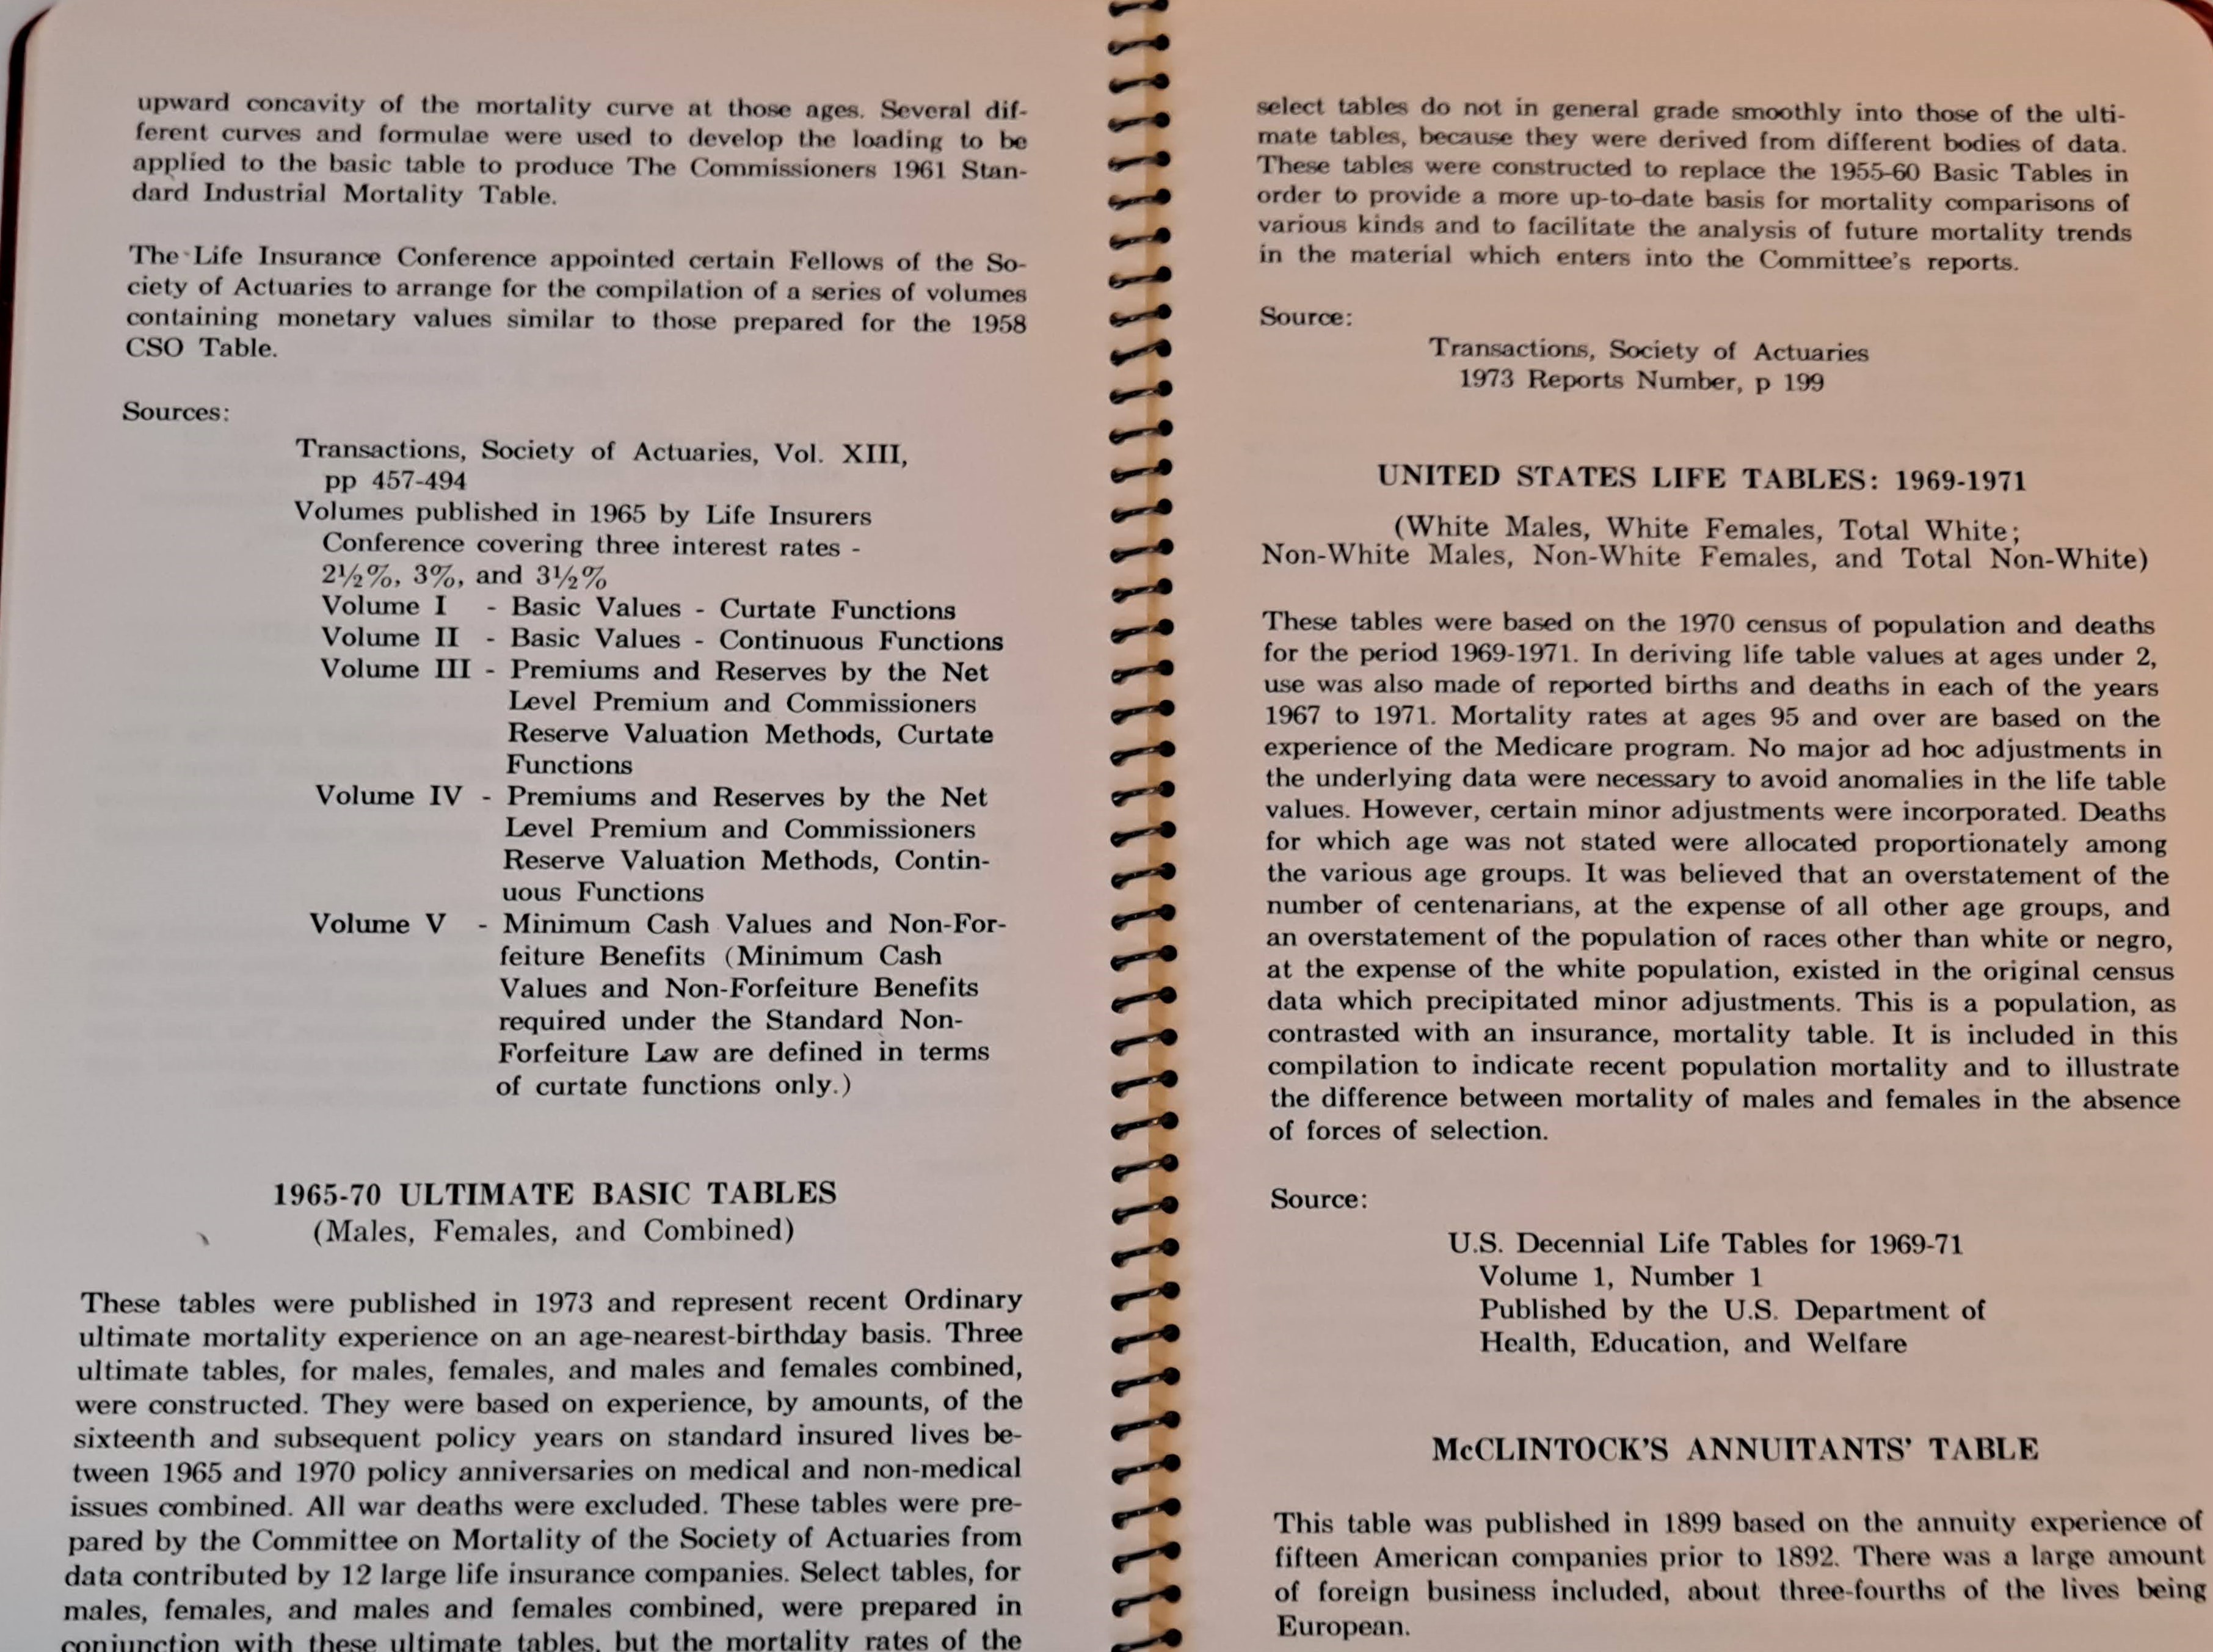 upward concavity of the mortality curve at those ages. Several dif-
ferent curves and formulae were used to develop the loading to be
applied to the basic table to produce The Commissioners 1961 Stan-
dard Industrial Mortality Table.
The Life Insurance Conference appointed certain Fellows of the So-
ciety of Actuaries to arrange for the compilation of a series of volumes
containing monetary values similar to those prepared for the 1958
CSO Table.
Sources:
Transactions, Society of Actuaries, Vol. XIII,
pp 457-494
Volumes published in 1965 by Life Insurers
Conference covering three interest rates -
2½%, 3%, and 3½%
Volume I - Basic Values - Curtate Functions
Volume II - Basic Values - Continuous Functions
Volume III - Premiums and Reserves by the Net
Level Premium and Commissioners
Reserve Valuation Methods, Curtate
Functions
Volume IV - Premiums and Reserves by the Net
Level Premium and Commissioners
Reserve Valuation Methods, Contin-
uous Functions
Volume V - Minimum Cash Values and Non-For-
feiture Benefits (Minimum Cash
Values and Non-Forfeiture Benefits
required under the Standard Non-
Forfeiture Law are defined in terms
of curtate functions only.)
1965-70 ULTIMATE BASIC TABLES
(Males, Females, and Combined)
These tables were published in 1973 and represent recent Ordinary
ultimate mortality experience on an age-nearest-birthday basis. Three
ultimate tables, for males, females, and males and females combined,
were constructed. They were based on experience, by amounts, of the
sixteenth and subsequent policy years on standard insured lives be-
tween 1965 and 1970 policy anniversaries on medical and non-medical
issues combined. All war deaths were excluded. These tables were pre-
pared by the Committee on Mortality of the Society of Actuaries from
data contributed by 12 large life insurance companies. Select tables, for
males, females, and males and females combined, were prepared in
conjunction with these ultimate tables, but the mortality rates of the
select tables do not in general grade smoothly into those of the ulti-
mate tables, because they were derived from different bodies of data.
These tables were constructed to replace the 1955-60 Basic Tables in
order to provide a more up-to-date basis for mortality comparisons of
various kinds and to facilitate the analysis of future mortality trends
in the material which enters into the Committee's reports.
Source:
Transactions, Society of Actuaries
1973 Reports Number, p 199
UNITED STATES LIFE TABLES: 1969-1971
(White Males, White Females, Total White;
Non-White Males, Non-White Females, and Total Non-White)
These tables were based on the 1970 census of population and deaths
for the period 1969-1971. In deriving life table values at ages under 2,
use was also made of reported births and deaths in each of the years
1967 to 1971. Mortality rates at ages 95 and over are based on the
experience of the Medicare program. No major ad hoc adjustments in
the underlying data were necessary to avoid anomalies in the life table
values. However, certain minor adjustments were incorporated. Deaths
for which age was not stated were allocated proportionately among
the various age groups. It was believed that an overstatement of the
number of centenarians, at the expense of all other age groups, and
an overstatement of the population of races other than white or negro,
at the expense of the white population, existed in the original census
data which precipitated minor adjustments. This is a population, as
contrasted with an insurance, mortality table. It is included in this
compilation to indicate recent population mortality and to illustrate
the difference between mortality of males and females in the absence
of forces of selection.
Source:
U.S. Decennial Life Tables for 1969-71
Volume 1, Number 1
Published by the U.S. Department of
Health, Education, and Welfare
McCLINTOCK'S ANNUITANTS' TABLE
This table was published in 1899 based on the annuity experience of
fifteen American companies prior to 1892. There was a large amount
of foreign business included, about three-fourths of the lives being
European.